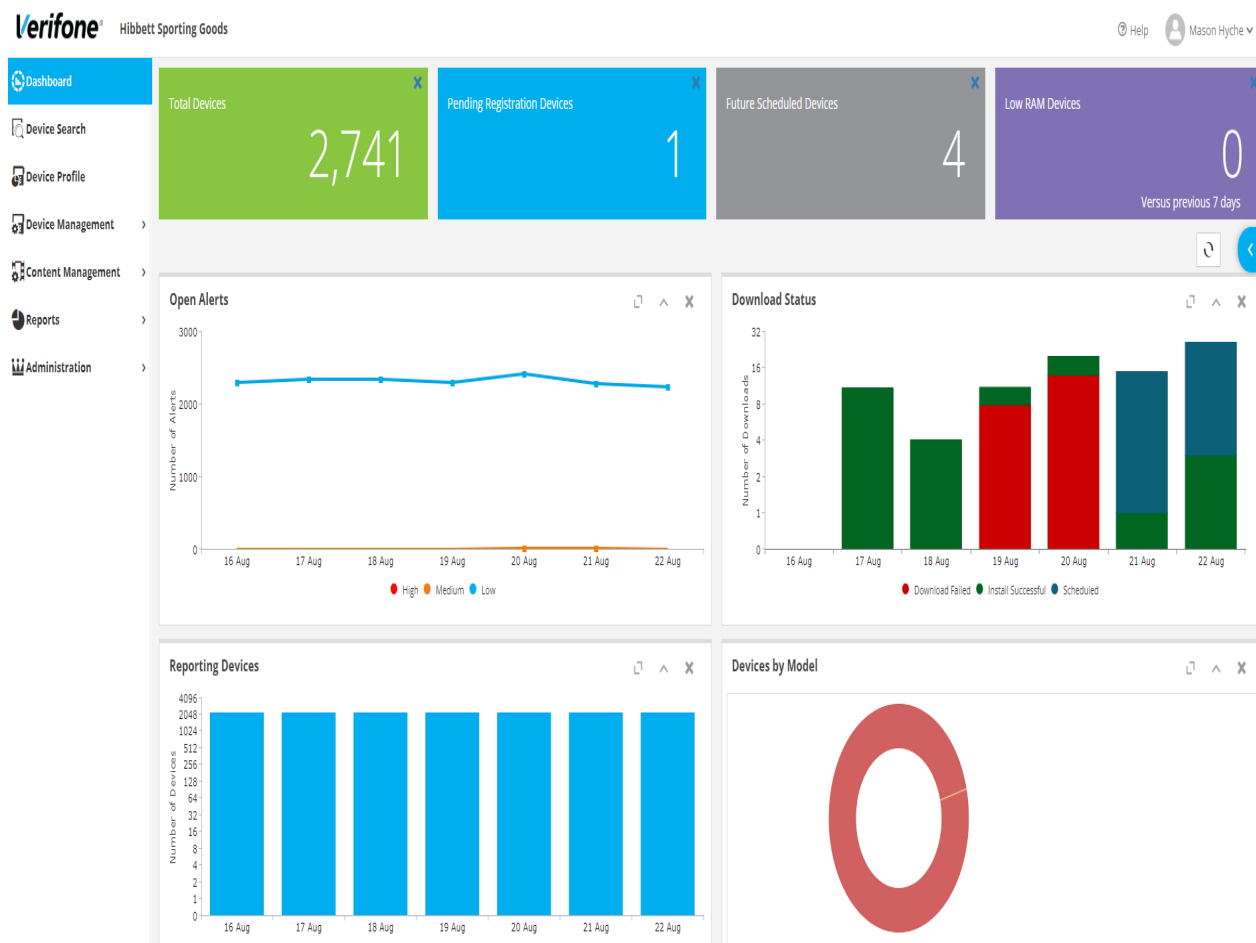 Verifone® Hibbett Sporting Goods
Help Mason Hyche
Dashboard
Device Search
Device Profile
Device Management
Content Management
Reports
Administration
Total Devices
2,741
Pending Registration Devices
1
Future Scheduled Devices
4
Low RAM Devices
0
Versus previous 7 days
Open Alerts
Number of Alerts
3000
2000
1000
0
16 Aug 17 Aug 18 Aug 19 Aug 20 Aug 21 Aug 22 Aug
High Medium Low
Download Status
Number of Downloads
32
16
8
4
2
1
0
16 Aug 17 Aug 18 Aug 19 Aug 20 Aug 21 Aug 22 Aug
Download Failed Install Successful Scheduled
Reporting Devices
Number of Devices
4096
2048
1024
512
256
128
64
32
16
8
4
2
1
0
16 Aug 17 Aug 18 Aug 19 Aug 20 Aug 21 Aug 22 Aug
Devices by Model